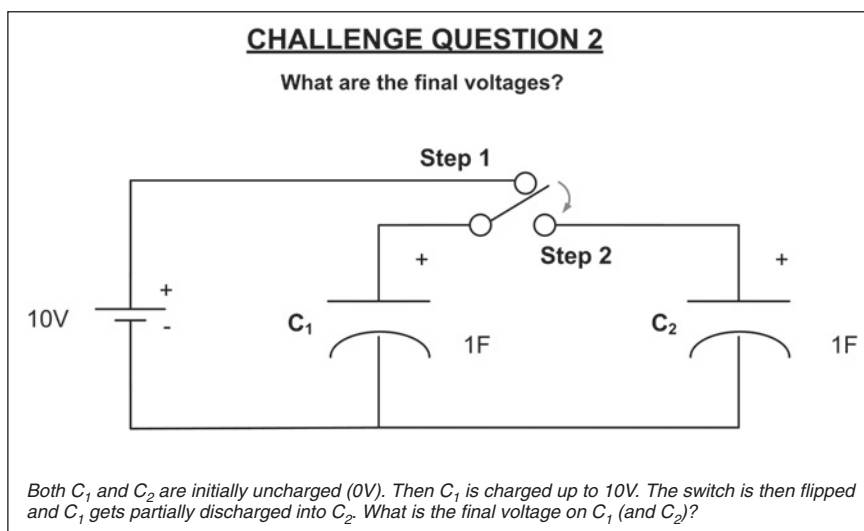 CHALLENGE QUESTION 2
What are the final voltages?
Step 1
+
Step 2
+
10V
+
-
C₁
1F
C₂
1F
Both C₁ and C₂ are initially uncharged (0V). Then C₁ is charged up to 10V. The switch is then flipped
and C₁ gets partially discharged into C₂. What is the final voltage on C₁ (and C₂)?